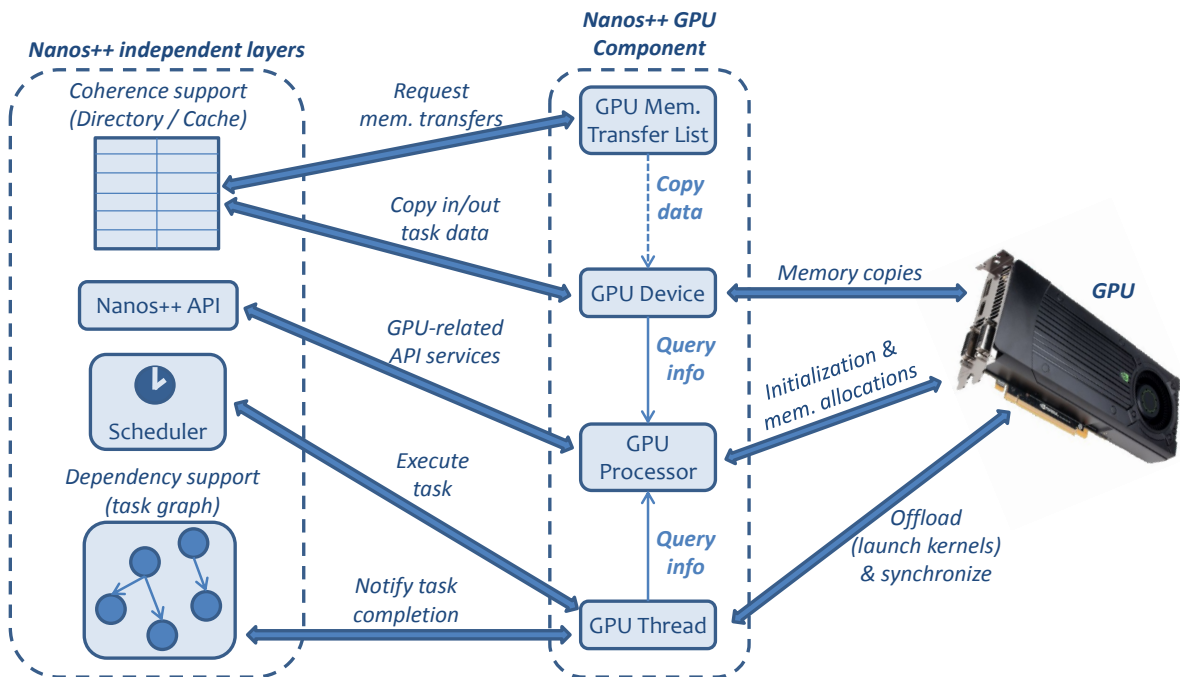 Nanos++ independent layers
Coherence support
(Directory / Cache)
Nanos++ API
Scheduler
Dependency support
(task graph)
Request
mem. transfers
Copy in/out
task data
GPU-related
API services
Execute
task
Notify task
completion
Nanos++ GPU
Component
GPU Mem.
Transfer List
Copy
data
GPU Device
Query
info
GPU
Processor
Query
info
GPU Thread
Memory copies
Initialization &
mem. allocations
Offload
(launch kernels)
& synchronize
GPU